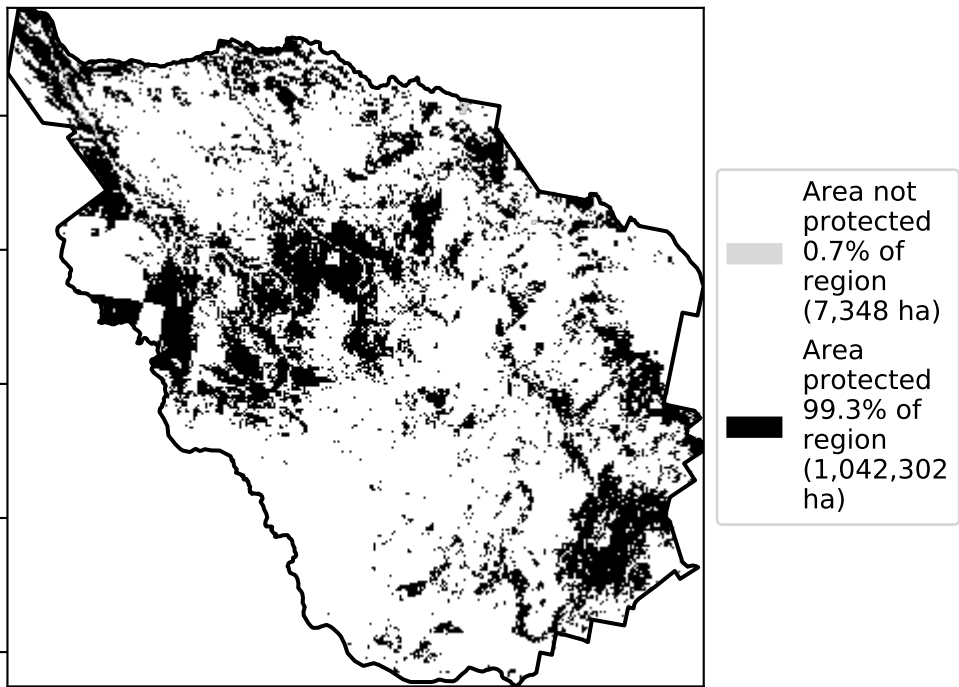 Area not
protected
0.7% of
region
(7,348 ha)
Area
protected
99.3% of
region
(1,042,302
ha)